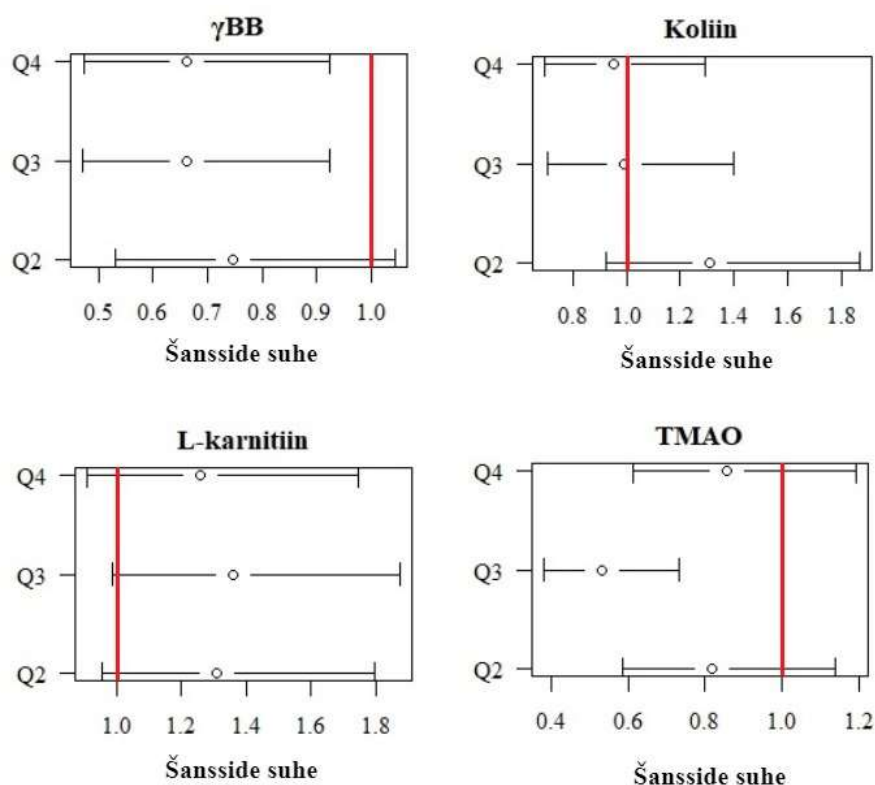 γBB
Q4
Q3
Q2
0.5 0.6 0.7 0.8 0.9 1.0
Šansside suhe
Koliin
Q4
Q3
Q2
0.8 1.0 1.2 1.4 1.6 1.8
Šansside suhe
L-karnitiin
Q4
Q3
Q2
1.0 1.2 1.4 1.6 1.8
Šansside suhe
TMAO
Q4
Q3
Q2
0.4 0.6 0.8 1.0 1.2
Šansside suhe